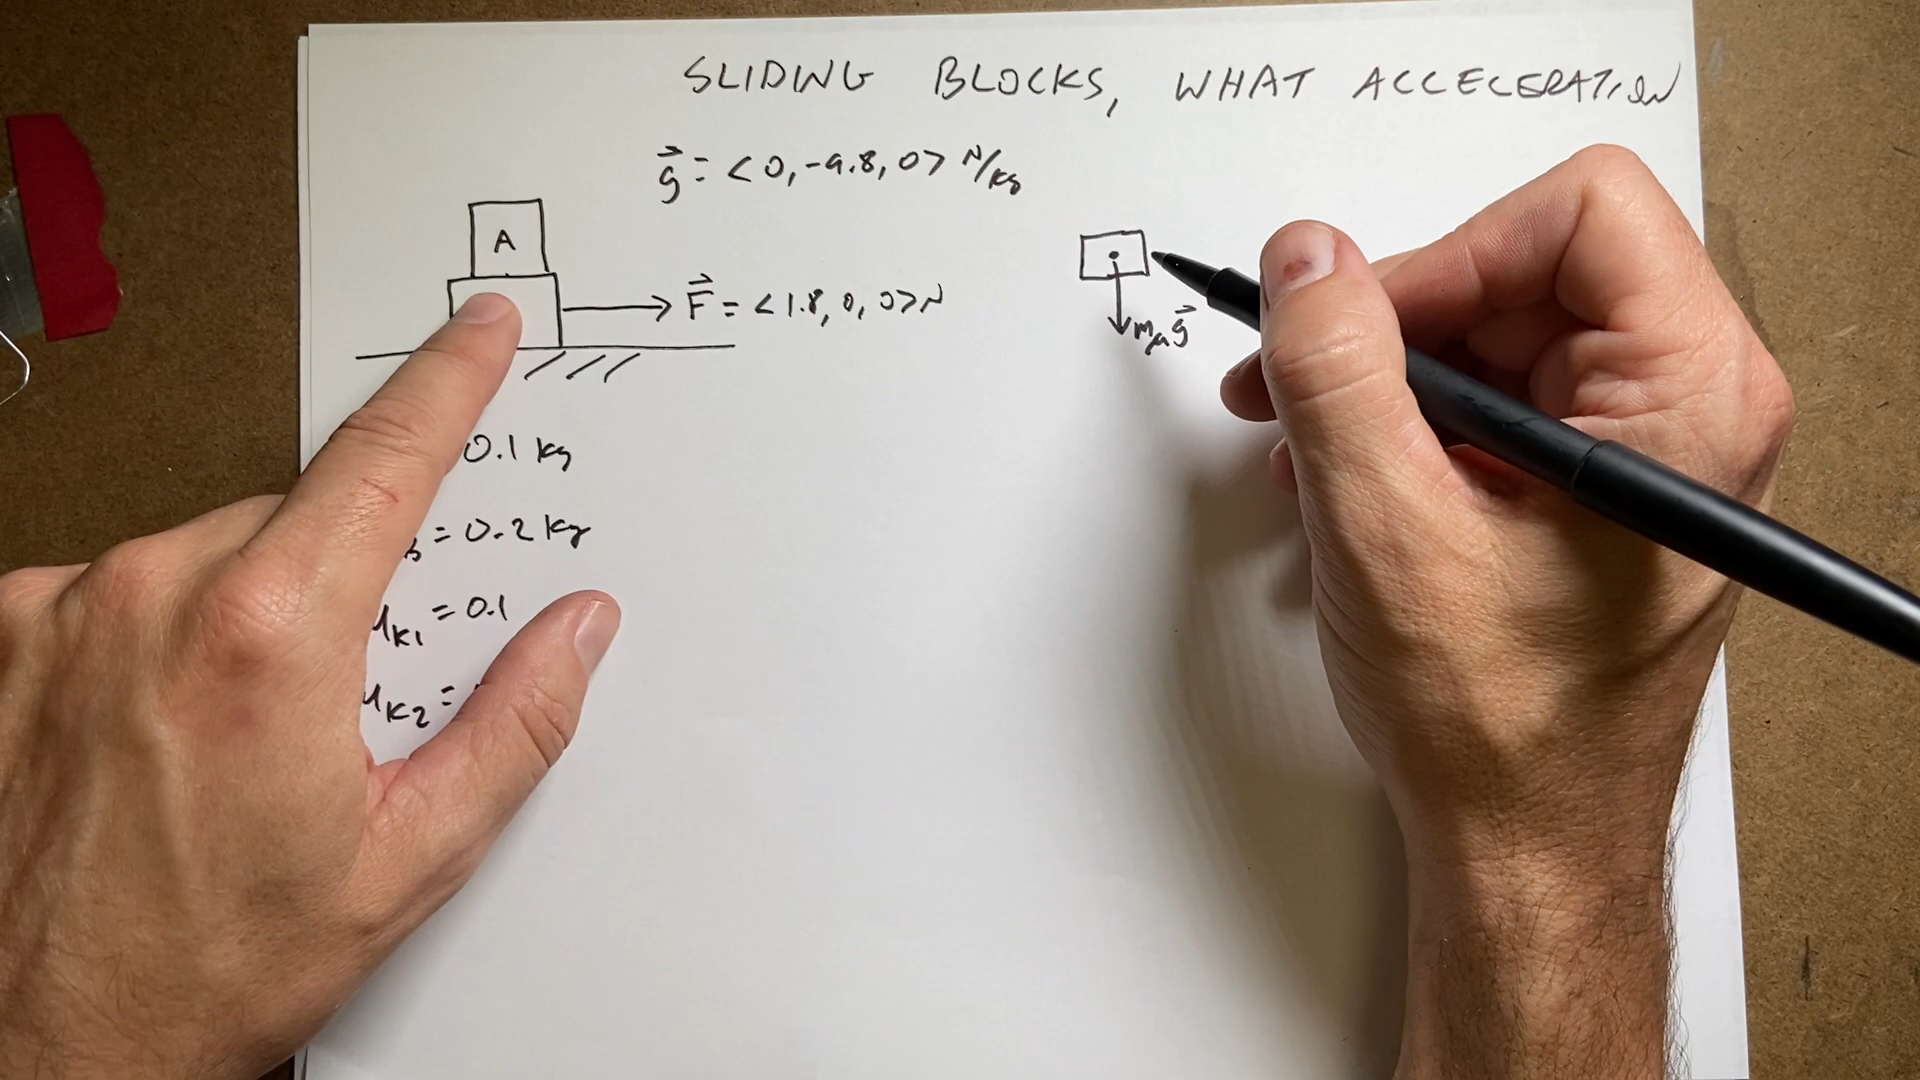 SLIDING BLOCKS, WHAT ACCELERATION
g⃗ = <0, -9.8, 0> N/kg
A
F⃗ = <1.8, 0, 0> N
m_A g⃗
0.1 kg
B = 0.2 kg
μK1 = 0.1
μK2 =